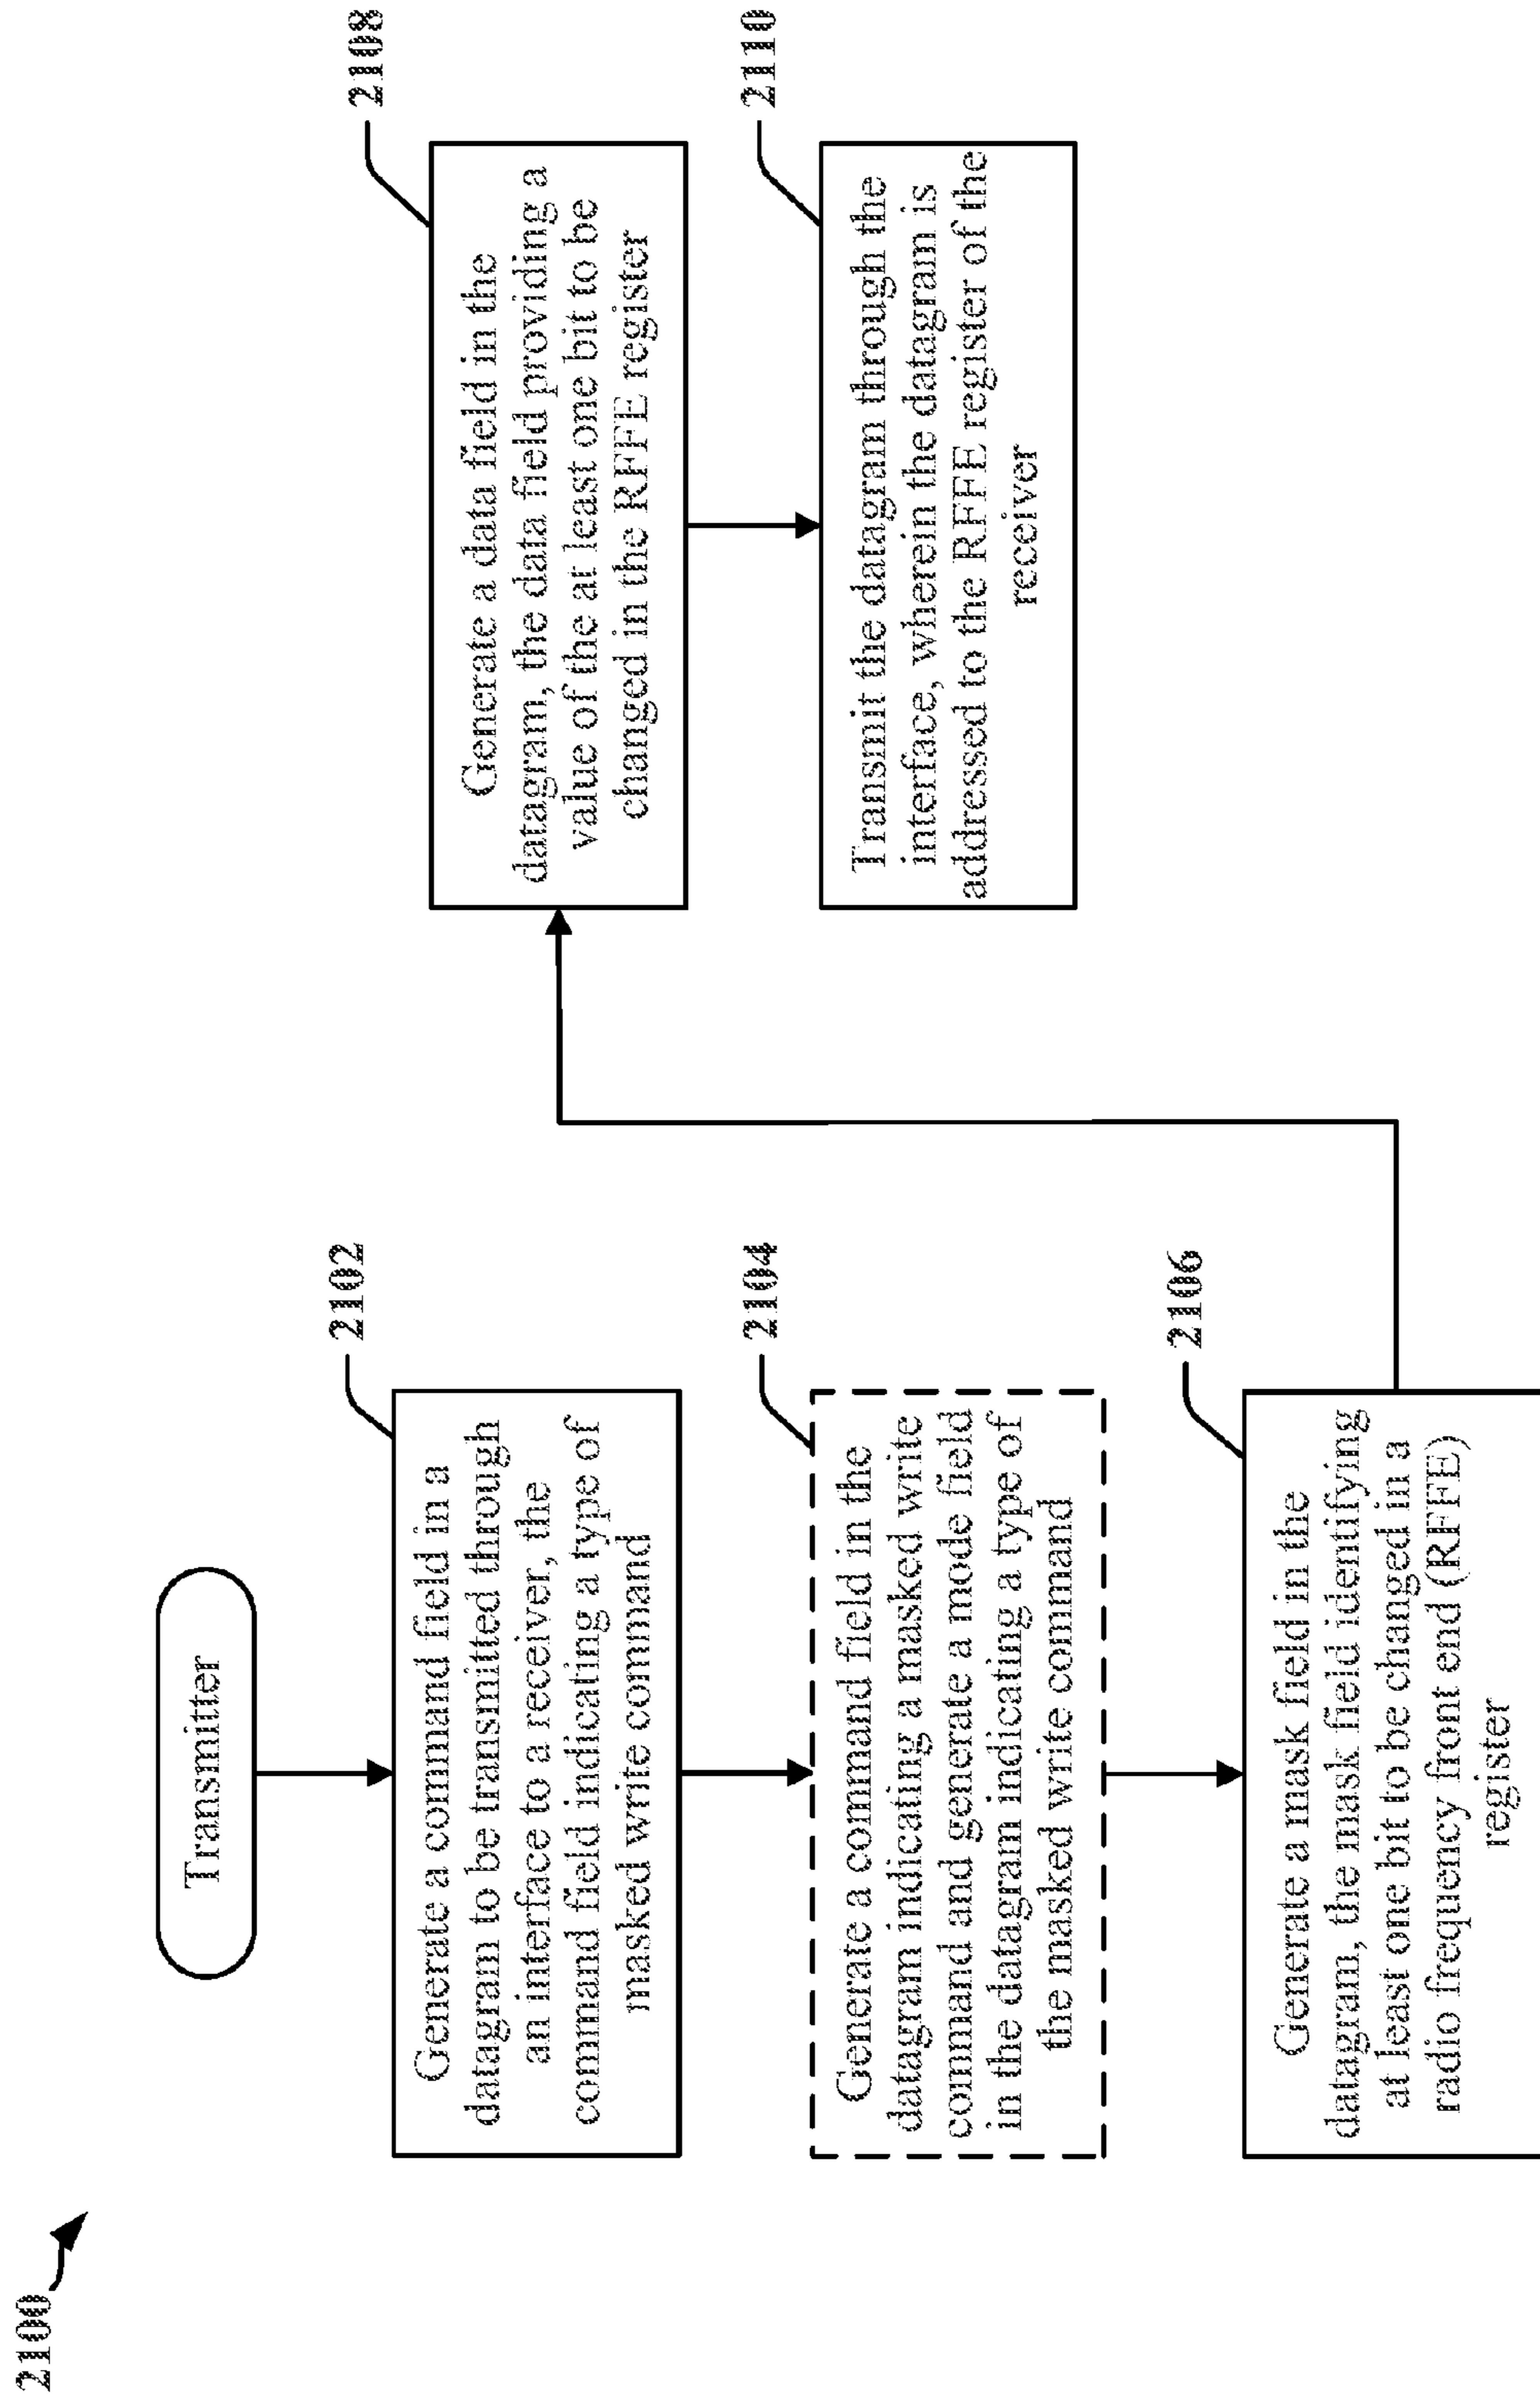 2100
Transmitter
2102
Generate a command field in a
datagram to be transmitted through
an interface to a receiver, the
command field indicating a type of
masked write command
2104
Generate a command field in the
datagram indicating a masked write
command and generate a mode field
in the datagram indicating a type of
the masked write command
2106
Generate a mask field in the
datagram, the mask field identifying
at least one bit to be changed in a
radio frequency front end (RFFE)
register
2108
Generate a data field in the
datagram, the data field providing a
value of the at least one bit to be
changed in the RFFE register
2110
Transmit the datagram through the
interface, wherein the datagram is
addressed to the RFFE register of the
receiver